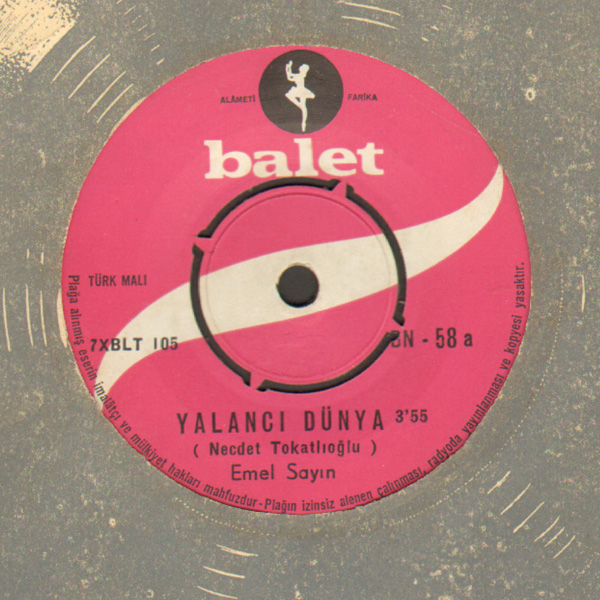 ALÂMETİ FARİKA
balet
TÜRK MALI
7XBLT 105
BN - 58 a
YALANCI DÜNYA 3'55
( Necdet Tokatlıoğlu )
Emel Sayın
Plağa alınmış eserin imalâtçı ve mülkiyet hakları mahfuzdur-Plağın izinsiz alenen çalınması, radyoda yayınlanması ve kopyesi yasaktır.